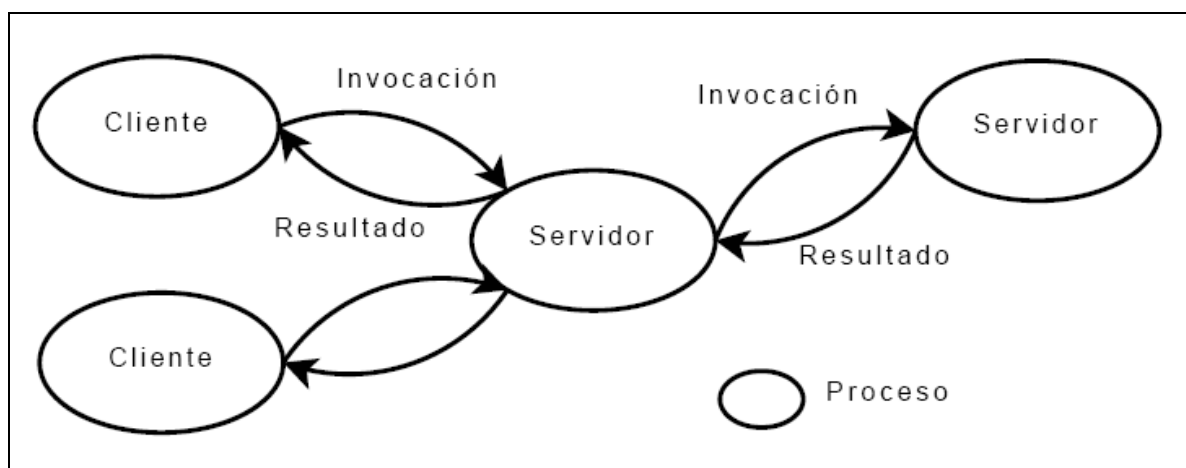 Invocación
Cliente
Resultado
Cliente
Servidor
Invocación
Servidor
Resultado
Proceso